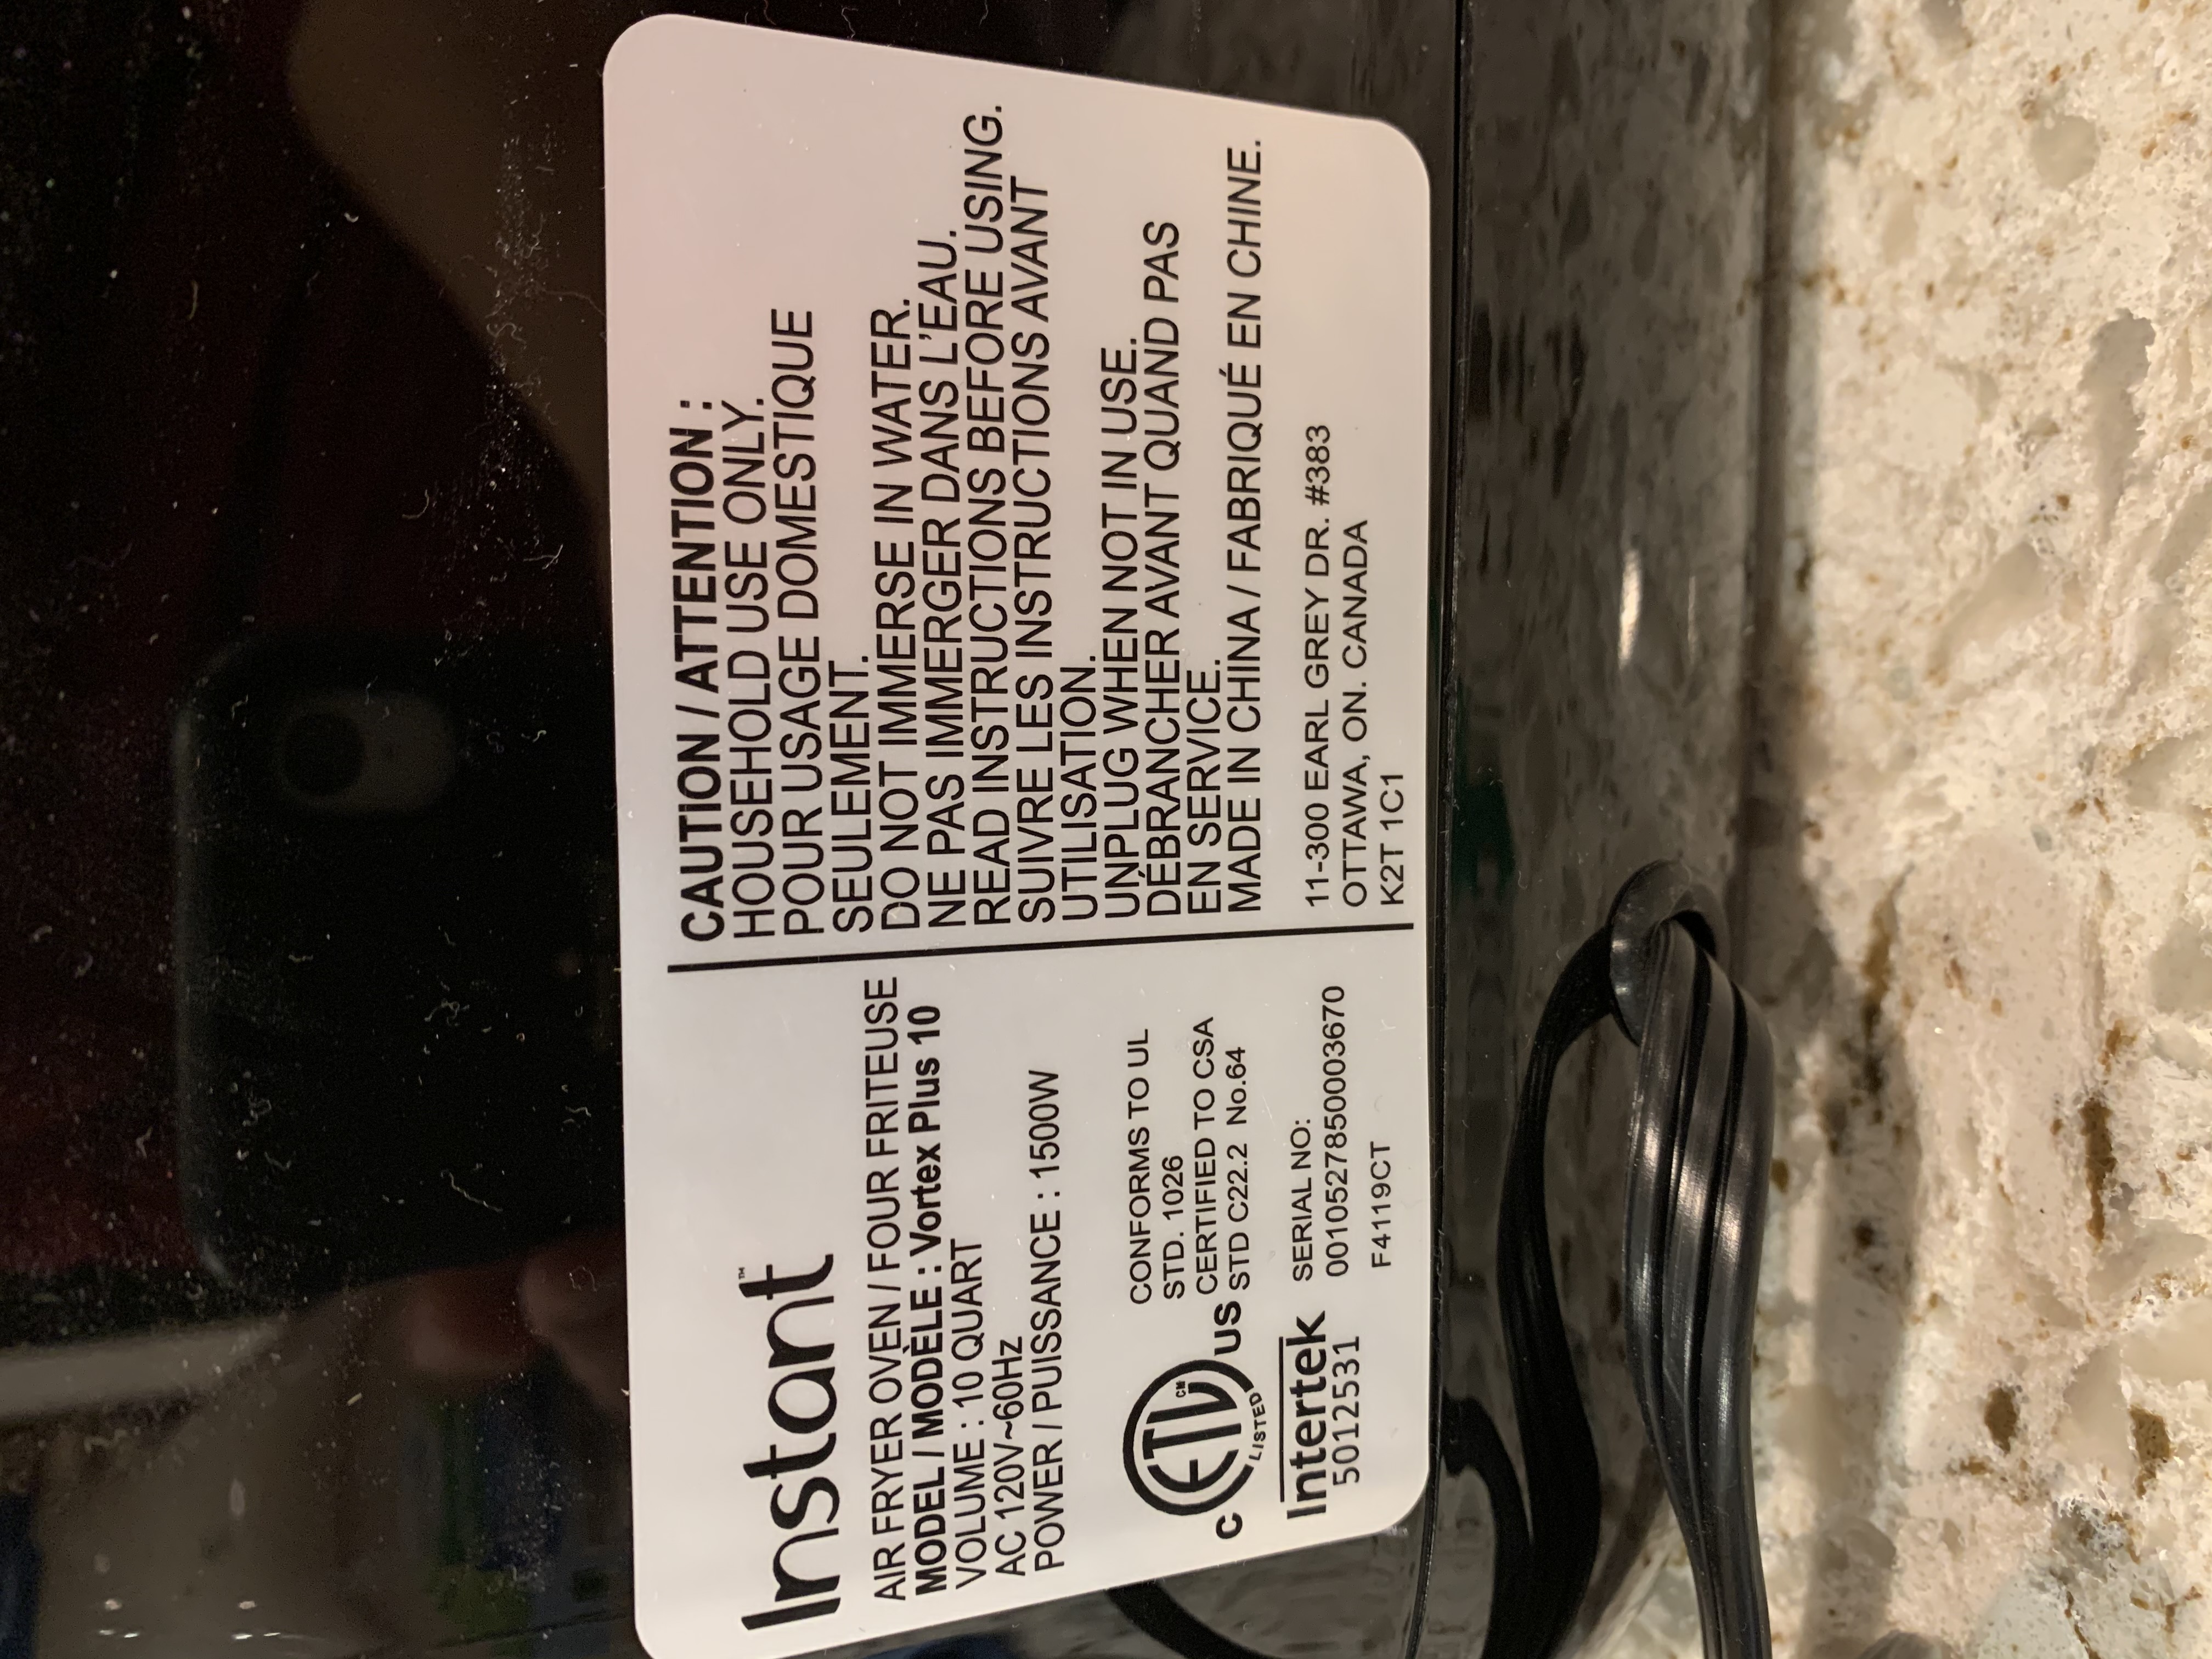 Instant™
AIR FRYER OVEN / FOUR FRITEUSE
MODEL / MODÈLE : Vortex Plus 10
VOLUME : 10 QUART
AC 120V~60Hz
POWER / PUISSANCE : 1500W
C ETL CM US
LISTED
Intertek
5012531
CONFORMS TO UL
STD. 1026
CERTIFIED TO CSA
STD C22.2 No.64
SERIAL NO:
0010527850003670
F4119CT
CAUTION / ATTENTION :
HOUSEHOLD USE ONLY.
POUR USAGE DOMESTIQUE
SEULEMENT.
DO NOT IMMERSE IN WATER.
NE PAS IMMERGER DANS L'EAU.
READ INSTRUCTIONS BEFORE USING.
SUIVRE LES INSTRUCTIONS AVANT
UTILISATION.
UNPLUG WHEN NOT IN USE.
DÉBRANCHER AVANT QUAND PAS
EN SERVICE.
MADE IN CHINA / FABRIQUÉ EN CHINE.
11-300 EARL GREY DR. #383
OTTAWA, ON. CANADA
K2T 1C1